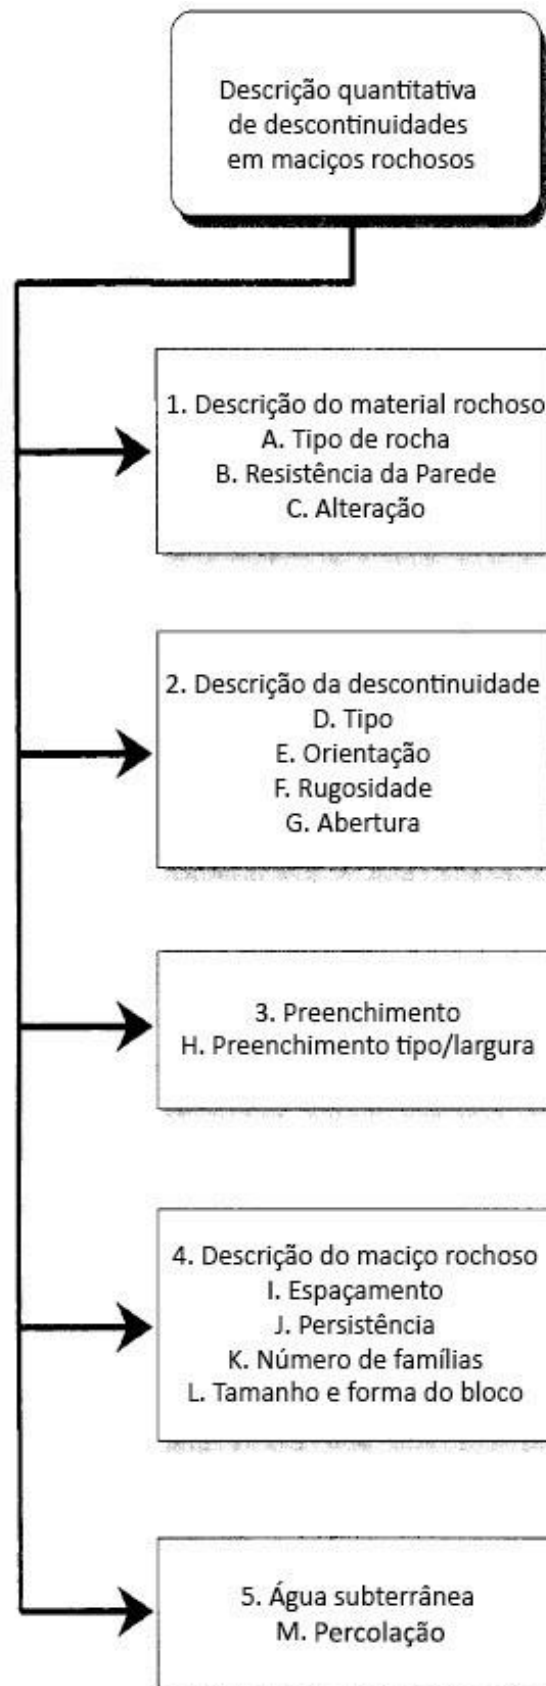 Descrição quantitativa
de descontinuidades
em maciços rochosos
1. Descrição do material rochoso
A. Tipo de rocha
B. Resistência da Parede
C. Alteração
2. Descrição da descontinuidade
D. Tipo
E. Orientação
F. Rugosidade
G. Abertura
3. Preenchimento
H. Preenchimento tipo/largura
4. Descrição do maciço rochoso
I. Espaçamento
J. Persistência
K. Número de famílias
L. Tamanho e forma do bloco
5. Água subterrânea
M. Percolação